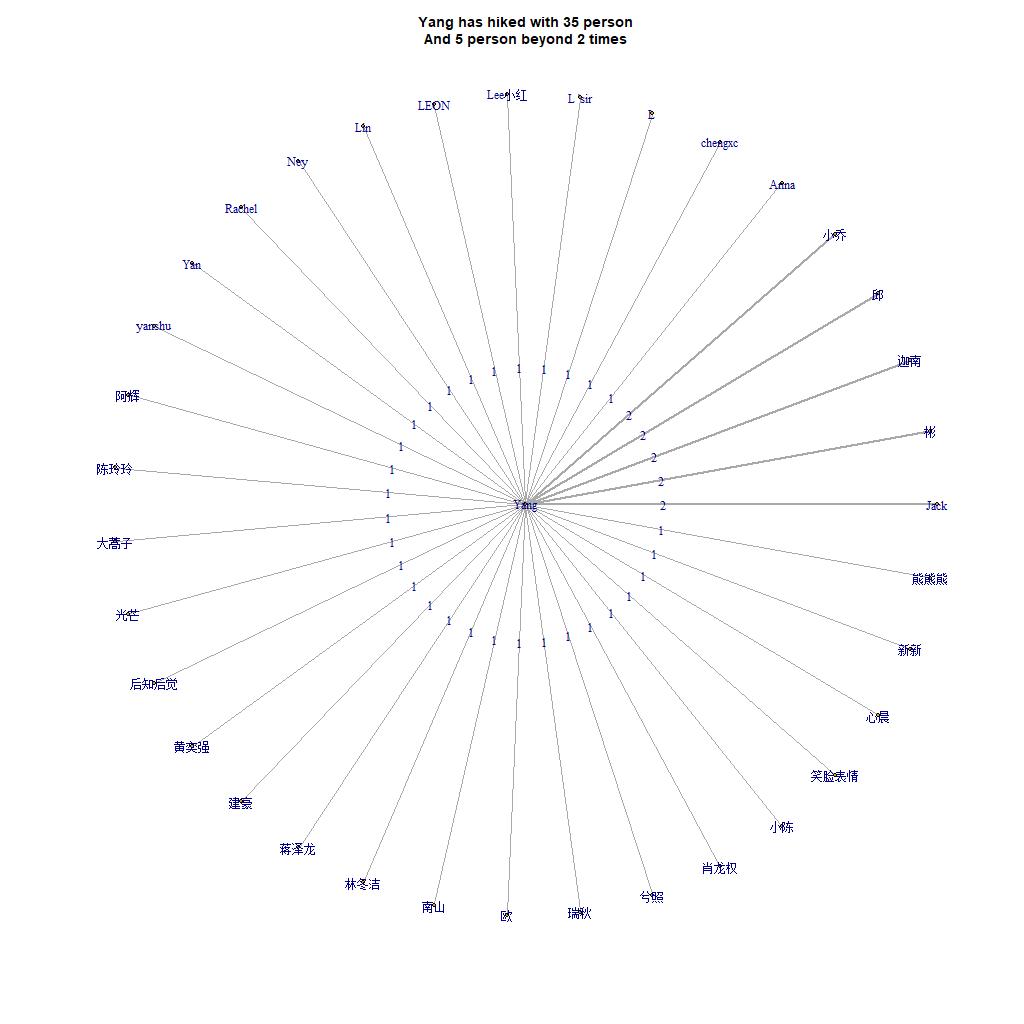 Yang has hiked with 35 person
And 5 person beyond 2 times
Lee小红
L sir
LEON
chengxc
Lin
Ney
Anna
Rachel
小乔
Yan
邱
yanshu
迦南
1 1 1 1 1 1 1 1 1 1 1 1 1 1
阿辉
2 2 2 2 2
彬
陈玲玲
Yang
Jack
大蒿子
熊熊熊
光芒
1 1 1 1 1 1 1 1 1 1 1 1 1 1 1 1 1 1 1
新新
后知后觉
心晨
黄奕强
笑脸表情
建豪
小陈
蒋泽龙
肖龙权
林冬洁
兮照
南山
瑞秋
欧